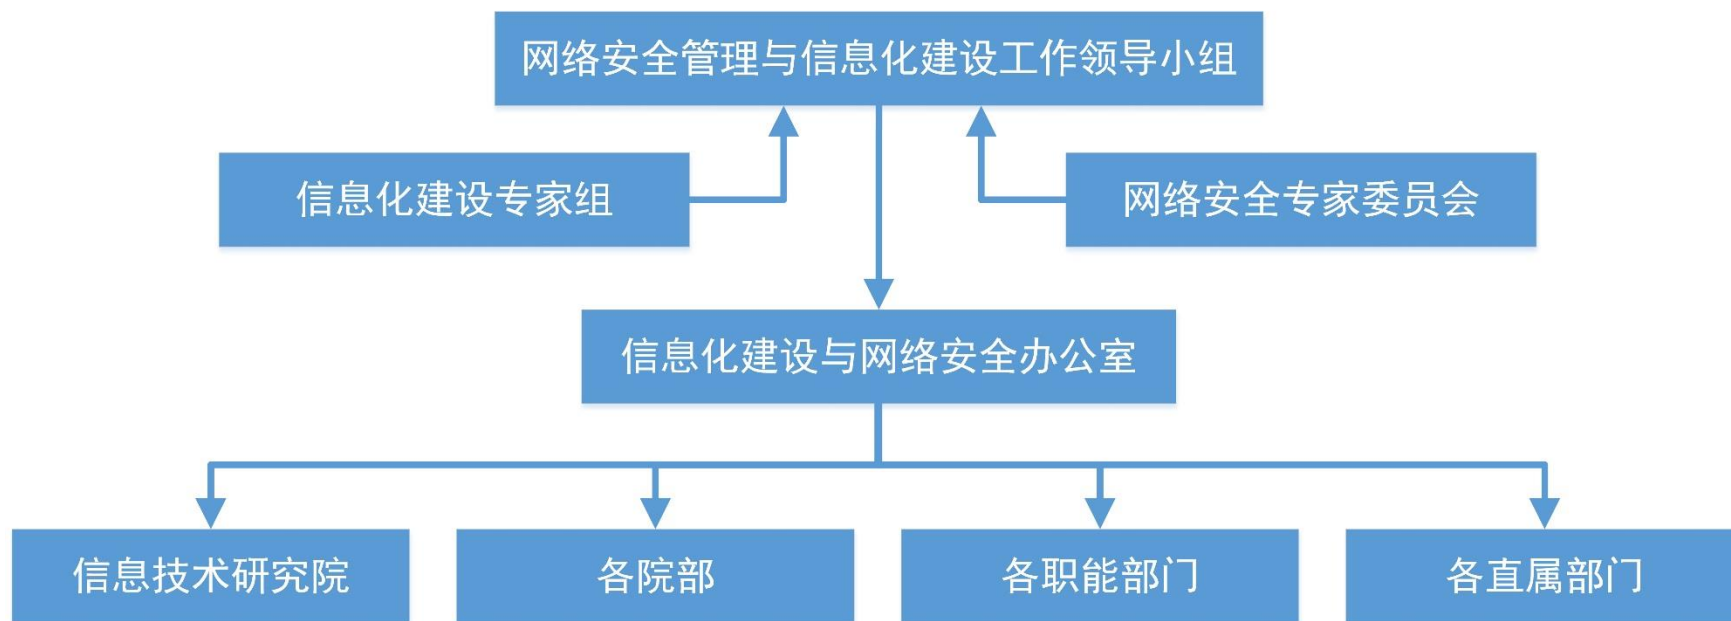 网络安全管理与信息化建设工作领导小组
信息化建设专家组
网络安全专家委员会
信息化建设与网络安全办公室
信息技术研究院
各院部
各职能部门
各直属部门